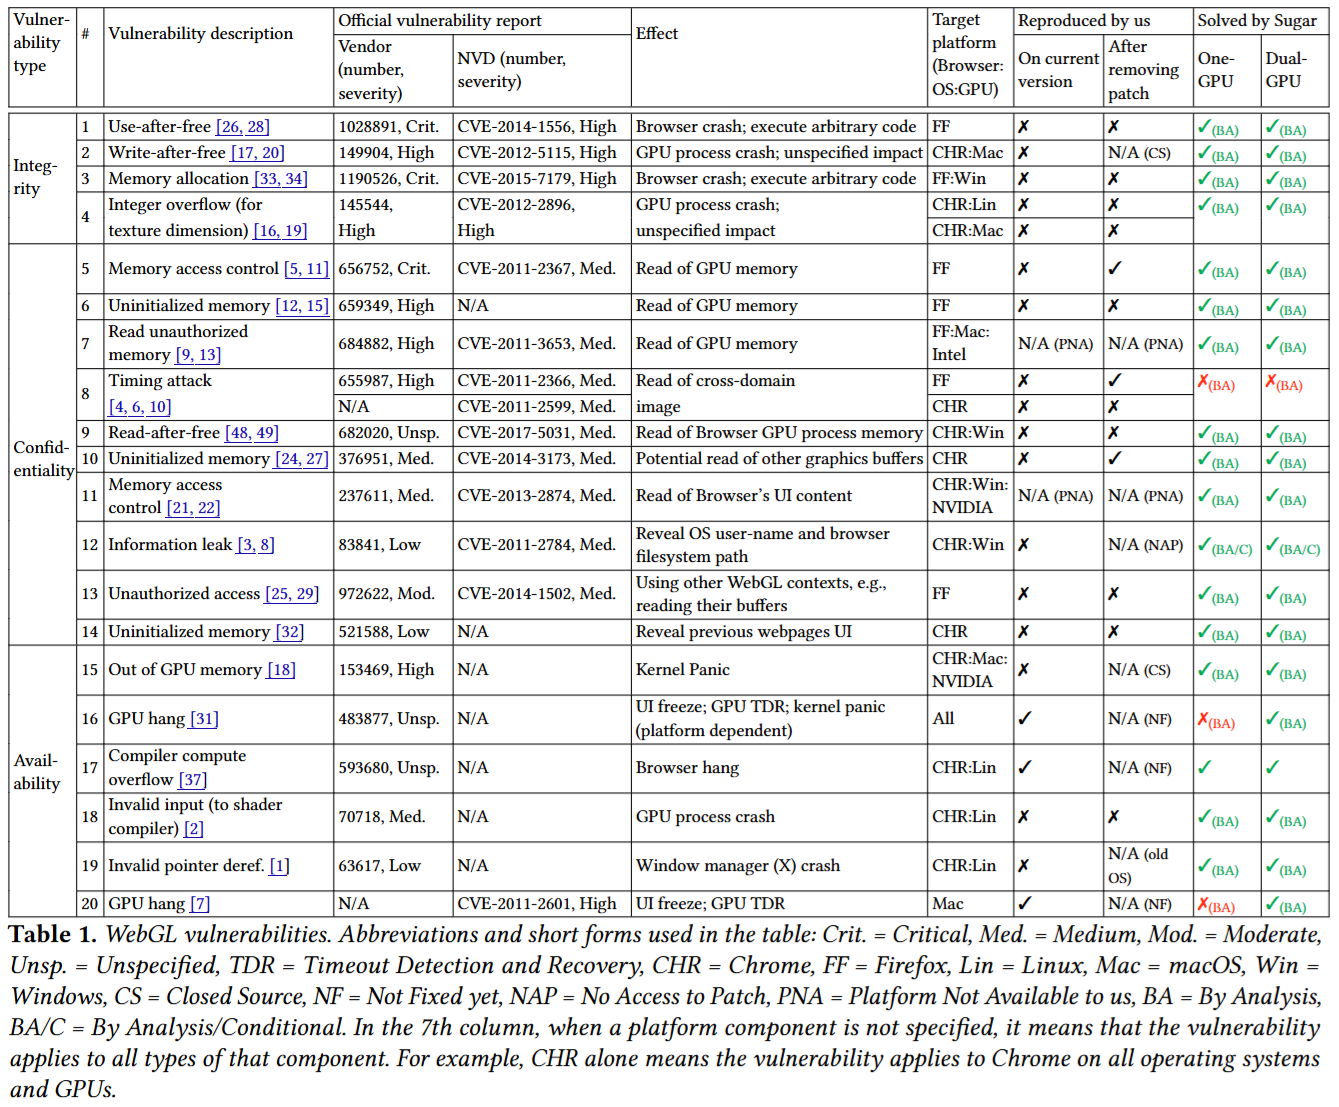 Vulner-ability type | # | Vulnerability description | Official vulnerability report | Effect | Target platform (Browser: OS:GPU) | Reproduced by us | Solved by Sugar
Vendor (number, severity) | NVD (number, severity) | On current version | After removing patch | One-GPU | Dual-GPU
Integ-rity
1 | Use-after-free [26, 28] | 1028891, Crit. | CVE-2014-1556, High | Browser crash; execute arbitrary code | FF | ✗ | ✗ | ✓(BA) | ✓(BA)
2 | Write-after-free [17, 20] | 149904, High | CVE-2012-5115, High | GPU process crash; unspecified impact | CHR:Mac | ✗ | N/A (CS) | ✓(BA) | ✓(BA)
3 | Memory allocation [33, 34] | 1190526, Crit. | CVE-2015-7179, High | Browser crash; execute arbitrary code | FF:Win | ✗ | ✗ | ✓(BA) | ✓(BA)
4 | Integer overflow (for texture dimension) [16, 19] | 145544, High | CVE-2012-2896, High | GPU process crash; unspecified impact | CHR:Lin | ✗ | ✗ | ✓(BA) | ✓(BA)
CHR:Mac | ✗ | ✗
Confid-entiality
5 | Memory access control [5, 11] | 656752, Crit. | CVE-2011-2367, Med. | Read of GPU memory | FF | ✗ | ✓ | ✓(BA) | ✓(BA)
6 | Uninitialized memory [12, 15] | 659349, High | N/A | Read of GPU memory | FF | ✗ | ✗ | ✓(BA) | ✓(BA)
7 | Read unauthorized memory [9, 13] | 684882, High | CVE-2011-3653, Med. | Read of GPU memory | FF:Mac: Intel | N/A (PNA) | N/A (PNA) | ✓(BA) | ✓(BA)
8 | Timing attack [4, 6, 10] | 655987, High | CVE-2011-2366, Med. | Read of cross-domain image | FF | ✗ | ✓ | ✗(BA) | ✗(BA)
N/A | CVE-2011-2599, Med. | CHR | ✗ | ✗
9 | Read-after-free [48, 49] | 682020, Unsp. | CVE-2017-5031, Med. | Read of Browser GPU process memory | CHR:Win | ✗ | ✗ | ✓(BA) | ✓(BA)
10 | Uninitialized memory [24, 27] | 376951, Med. | CVE-2014-3173, Med. | Potential read of other graphics buffers | CHR | ✗ | ✓ | ✓(BA) | ✓(BA)
11 | Memory access control [21, 22] | 237611, Med. | CVE-2013-2874, Med. | Read of Browser's UI content | CHR:Win: NVIDIA | N/A (PNA) | N/A (PNA) | ✓(BA) | ✓(BA)
12 | Information leak [3, 8] | 83841, Low | CVE-2011-2784, Med. | Reveal OS user-name and browser filesystem path | CHR:Win | ✗ | N/A (NAP) | ✓(BA/C) | ✓(BA/C)
13 | Unauthorized access [25, 29] | 972622, Mod. | CVE-2014-1502, Med. | Using other WebGL contexts, e.g., reading their buffers | FF | ✗ | ✗ | ✓(BA) | ✓(BA)
14 | Uninitialized memory [32] | 521588, Low | N/A | Reveal previous webpages UI | CHR | ✗ | ✗ | ✓(BA) | ✓(BA)
Avail-ability
15 | Out of GPU memory [18] | 153469, High | N/A | Kernel Panic | CHR:Mac: NVIDIA | ✗ | N/A (CS) | ✓(BA) | ✓(BA)
16 | GPU hang [31] | 483877, Unsp. | N/A | UI freeze; GPU TDR; kernel panic (platform dependent) | All | ✓ | N/A (NF) | ✗(BA) | ✓(BA)
17 | Compiler compute overflow [37] | 593680, Unsp. | N/A | Browser hang | CHR:Lin | ✓ | N/A (NF) | ✓ | ✓
18 | Invalid input (to shader compiler) [2] | 70718, Med. | N/A | GPU process crash | CHR:Lin | ✗ | ✗ | ✓(BA) | ✓(BA)
19 | Invalid pointer deref. [1] | 63617, Low | N/A | Window manager (X) crash | CHR:Lin | ✗ | N/A (old OS) | ✓(BA) | ✓(BA)
20 | GPU hang [7] | N/A | CVE-2011-2601, High | UI freeze; GPU TDR | Mac | ✓ | N/A (NF) | ✗(BA) | ✓(BA)
Table 1. WebGL vulnerabilities. Abbreviations and short forms used in the table: Crit. = Critical, Med. = Medium, Mod. = Moderate,
Unsp. = Unspecified, TDR = Timeout Detection and Recovery, CHR = Chrome, FF = Firefox, Lin = Linux, Mac = macOS, Win =
Windows, CS = Closed Source, NF = Not Fixed yet, NAP = No Access to Patch, PNA = Platform Not Available to us, BA = By Analysis,
BA/C = By Analysis/Conditional. In the 7th column, when a platform component is not specified, it means that the vulnerability
applies to all types of that component. For example, CHR alone means the vulnerability applies to Chrome on all operating systems
and GPUs.